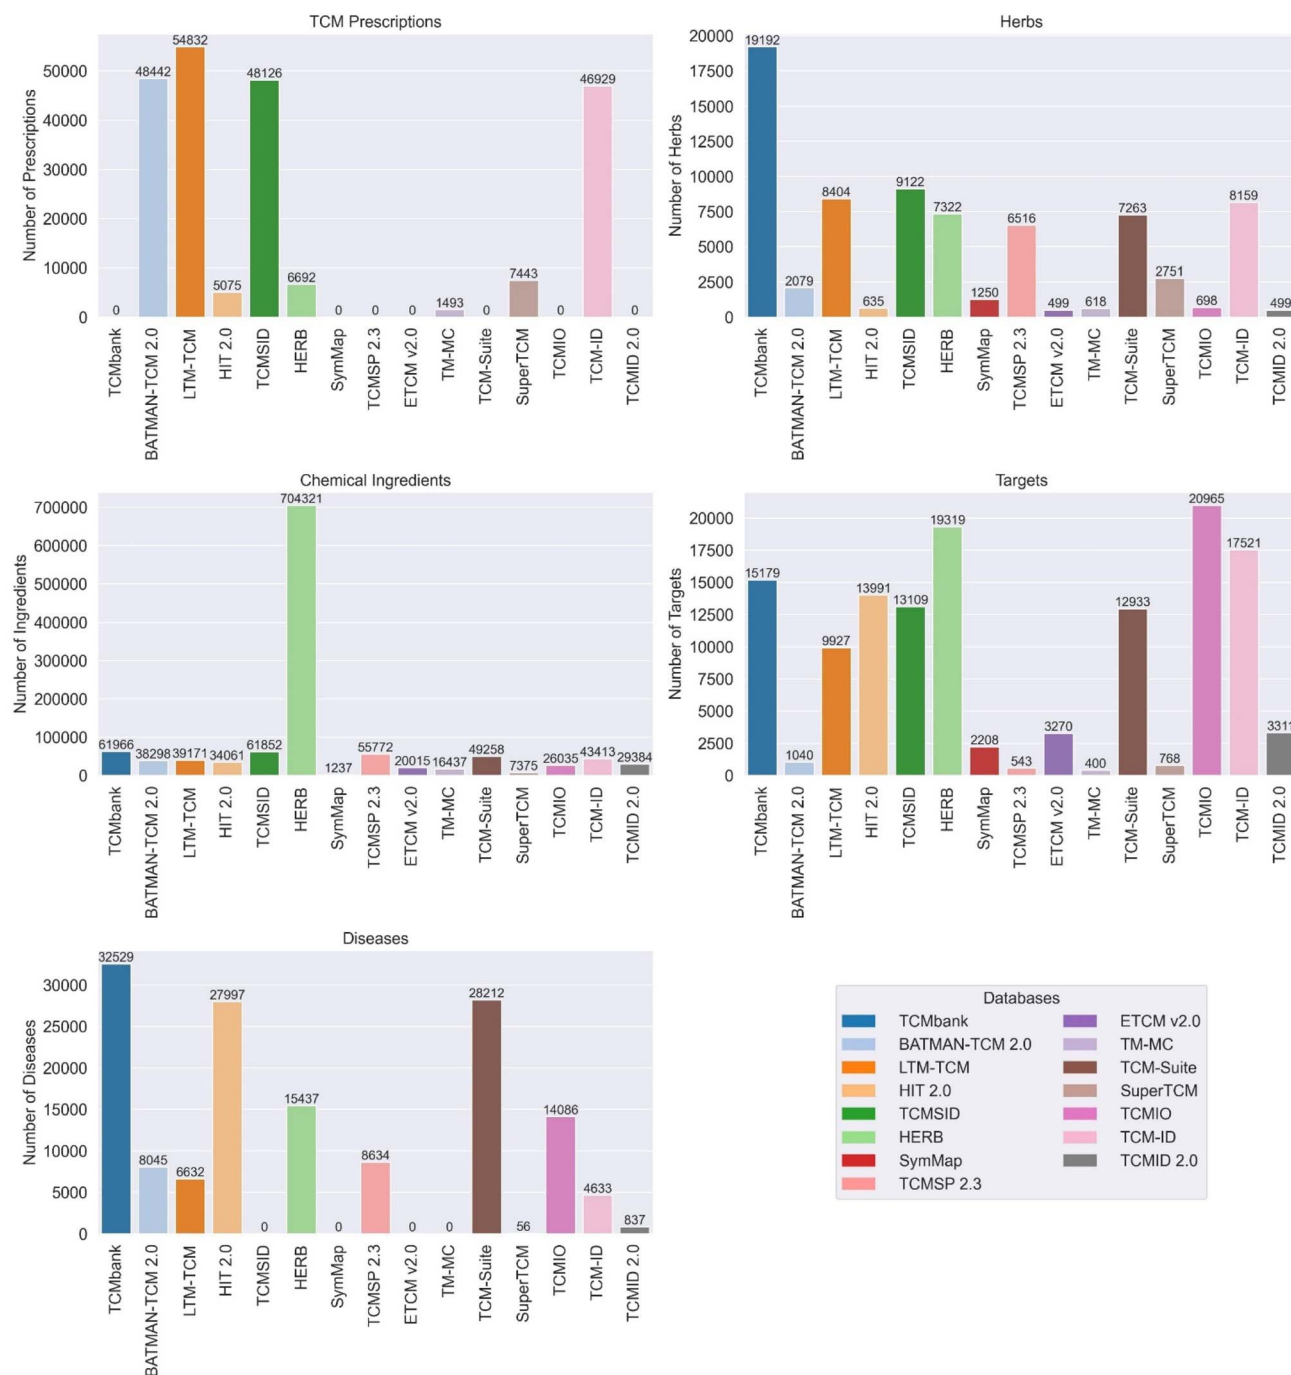 TCM Prescriptions
Number of Prescriptions
50000
40000
30000
20000
10000
0
0
48442
54832
5075
48126
6692
0
0
0
1493
0
7443
0
46929
0
TCMbank
BATMAN-TCM 2.0
LTM-TCM
HIT 2.0
TCMSID
HERB
SymMap
TCMSP 2.3
ETCM v2.0
TM-MC
TCM-Suite
SuperTCM
TCMIO
TCM-ID
TCMID 2.0
Herbs
Number of Herbs
20000
17500
15000
12500
10000
7500
5000
2500
0
19192
2079
8404
635
9122
7322
1250
6516
499
618
7263
2751
698
8159
499
TCMbank
BATMAN-TCM 2.0
LTM-TCM
HIT 2.0
TCMSID
HERB
SymMap
TCMSP 2.3
ETCM v2.0
TM-MC
TCM-Suite
SuperTCM
TCMIO
TCM-ID
TCMID 2.0
Chemical Ingredients
Number of Ingredients
700000
600000
500000
400000
300000
200000
100000
0
61966
38298
39171
34061
61852
704321
1237
55772
20015
16437
49258
7375
26035
43413
29384
TCMbank
BATMAN-TCM 2.0
LTM-TCM
HIT 2.0
TCMSID
HERB
SymMap
TCMSP 2.3
ETCM v2.0
TM-MC
TCM-Suite
SuperTCM
TCMIO
TCM-ID
TCMID 2.0
Targets
Number of Targets
20000
17500
15000
12500
10000
7500
5000
2500
0
15179
1040
9927
13991
13109
19319
2208
543
3270
400
12933
768
20965
17521
3311
TCMbank
BATMAN-TCM 2.0
LTM-TCM
HIT 2.0
TCMSID
HERB
SymMap
TCMSP 2.3
ETCM v2.0
TM-MC
TCM-Suite
SuperTCM
TCMIO
TCM-ID
TCMID 2.0
Diseases
Number of Diseases
30000
25000
20000
15000
10000
5000
0
32529
8045
6632
27997
0
15437
0
8634
0
0
28212
56
14086
4633
837
TCMbank
BATMAN-TCM 2.0
LTM-TCM
HIT 2.0
TCMSID
HERB
SymMap
TCMSP 2.3
ETCM v2.0
TM-MC
TCM-Suite
SuperTCM
TCMIO
TCM-ID
TCMID 2.0
Databases
TCMbank
BATMAN-TCM 2.0
LTM-TCM
HIT 2.0
TCMSID
HERB
SymMap
TCMSP 2.3
ETCM v2.0
TM-MC
TCM-Suite
SuperTCM
TCMIO
TCM-ID
TCMID 2.0